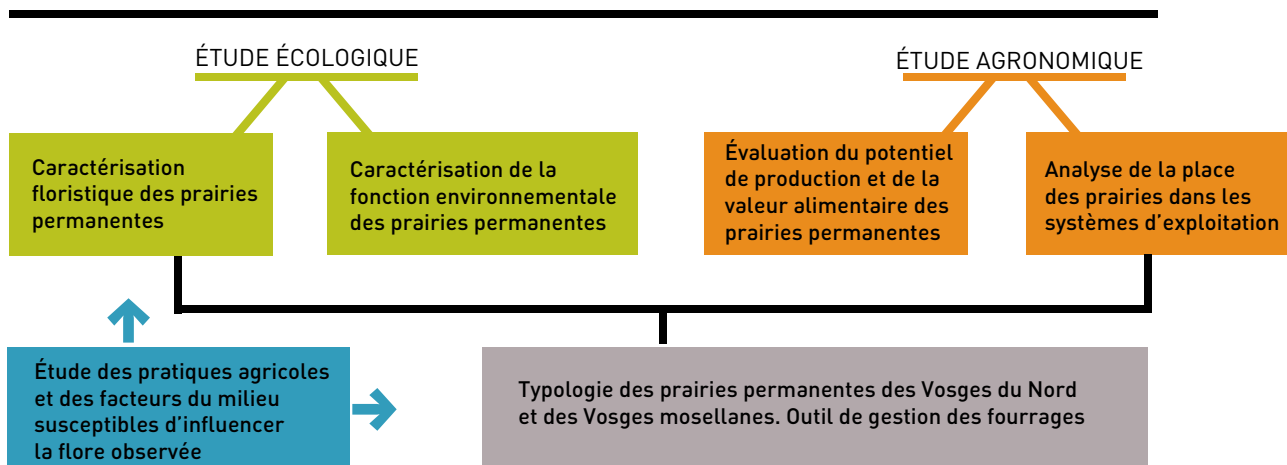 ÉTUDE ÉCOLOGIQUE
Caractérisation
floristique des prairies
permanentes
Caractérisation de la
fonction environnementale
des prairies permanentes
ÉTUDE AGRONOMIQUE
Évaluation du potentiel
de production et de la
valeur alimentaire des
prairies permanentes
Analyse de la place
des prairies dans les
systèmes d’exploitation
Étude des pratiques agricoles
et des facteurs du milieu
susceptibles d’influencer
la flore observée
Typologie des prairies permanentes des Vosges du Nord
et des Vosges mosellanes. Outil de gestion des fourrages